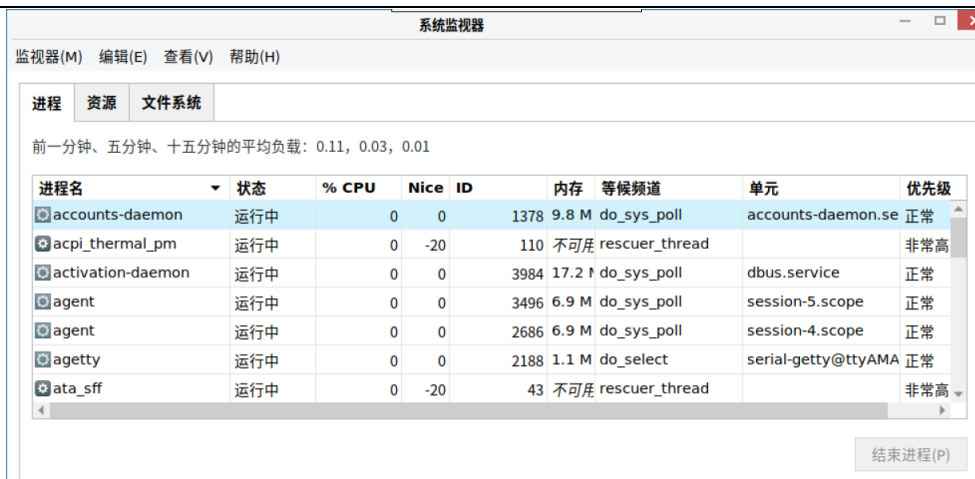 系统监视器
监视器(M) 编辑(E) 查看(V) 帮助(H)
进程 资源 文件系统
前一分钟、五分钟、十五分钟的平均负载：0.11，0.03，0.01
进程名 状态 % CPU Nice ID 内存 等候频道 单元 优先级
accounts-daemon 运行中 0 0 1378 9.8 M do_sys_poll accounts-daemon.se 正常
acpi_thermal_pm 运行中 0 -20 110 不可用 rescuer_thread 非常高
activation-daemon 运行中 0 0 3984 17.2 M do_sys_poll dbus.service 正常
agent 运行中 0 0 3496 6.9 M do_sys_poll session-5.scope 正常
agent 运行中 0 0 2686 6.9 M do_sys_poll session-4.scope 正常
agetty 运行中 0 0 2188 1.1 M do_select serial-getty@ttyAMA 正常
ata_sff 运行中 0 -20 43 不可用 rescuer_thread 非常高
结束进程(P)